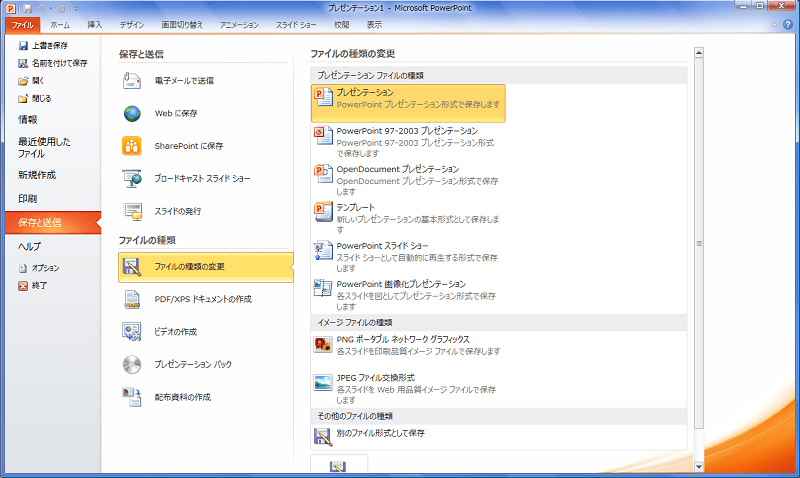 プレゼンテーション1 - Microsoft PowerPoint
ファイル ホーム 挿入 デザイン 画面切り替え アニメーション スライド ショー 校閲 表示
上書き保存
名前を付けて保存
開く
閉じる
情報
最近使用した
ファイル
新規作成
印刷
保存と送信
ヘルプ
オプション
終了
保存と送信
電子メールで送信
Web に保存
SharePoint に保存
ブロードキャスト スライド ショー
スライドの発行
ファイルの種類
ファイルの種類の変更
PDF/XPS ドキュメントの作成
ビデオの作成
プレゼンテーション パック
配布資料の作成
ファイルの種類の変更
プレゼンテーション ファイルの種類
プレゼンテーション
PowerPoint プレゼンテーション形式で保存します
PowerPoint 97-2003 プレゼンテーション
PowerPoint 97-2003 プレゼンテーション形式
で保存します
OpenDocument プレゼンテーション
OpenDocument プレゼンテーション形式で保存
します
テンプレート
新しいプレゼンテーションの基本形式として保存しま
す
PowerPoint スライド ショー
スライド ショーとして自動的に再生する形式で保存
します
PowerPoint 画像化プレゼンテーション
各スライドを図としてプレゼンテーション形式で保存
します
イメージ ファイルの種類
PNG ポータブル ネットワーク グラフィックス
各スライドを印刷品質イメージ ファイルで保存します
JPEG ファイル交換形式
各スライドを Web 用品質イメージ ファイルで保存
します
その他のファイルの種類
別のファイル形式として保存